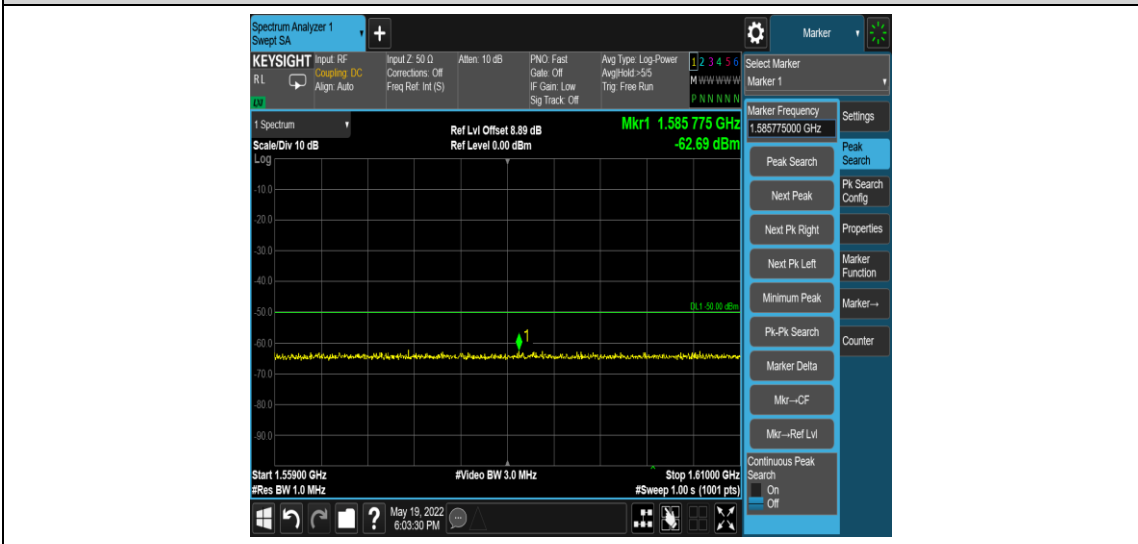 Spectrum Analyzer 1
Swept SA
+
Marker
KEYSIGHT Input: RF Input Z: 50 Ω Atten: 10 dB PNO: Fast Avg Type: Log-Power 1 2 3 4 5 6
RL Coupling: DC Corrections: Off Gate: Off Avg|Hold:>5/5 M W W W W W
Align: Auto Freq Ref: Int (S) IF Gain: Low Trig: Free Run
Sig Track: Off P N N N N N
LXI
Select Marker
Marker 1
1 Spectrum
Ref Lvl Offset 8.89 dB
Mkr1 1.585 775 GHz
Scale/Div 10 dB
Ref Level 0.00 dBm
-62.69 dBm
Log
-10.0
-20.0
-30.0
-40.0
DL1 -50.00 dBm
-50.0
1
-60.0
-70.0
-80.0
-90.0
Start 1.55900 GHz
#Video BW 3.0 MHz
Stop 1.61000 GHz
#Res BW 1.0 MHz
#Sweep 1.00 s (1001 pts)
Marker Frequency
1.585775000 GHz
Peak Search
Next Peak
Next Pk Right
Next Pk Left
Minimum Peak
Pk-Pk Search
Marker Delta
Mkr→CF
Mkr→Ref Lvl
Continuous Peak
Search
On
Off
Settings
Peak
Search
Pk Search
Config
Properties
Marker
Function
Marker→
Counter
?
May 19, 2022
6:03:30 PM